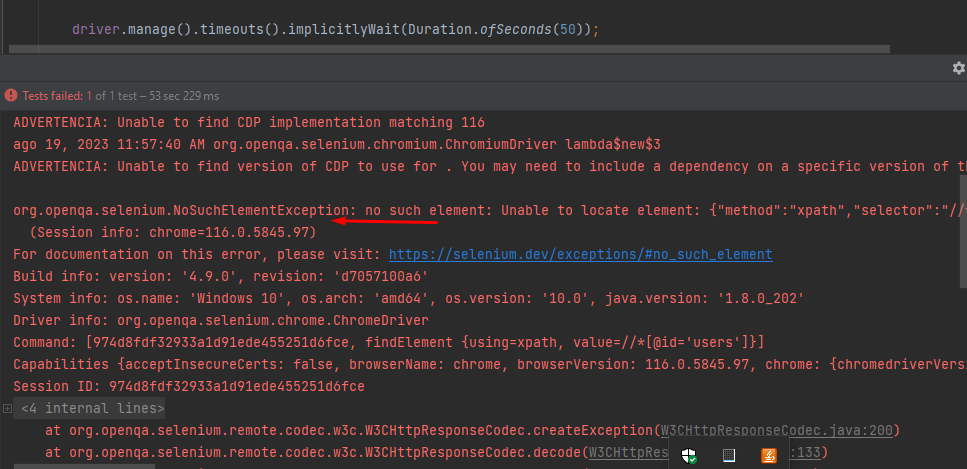 driver.manage().timeouts().implicitlyWait(Duration.ofSeconds(50));
Tests failed: 1 of 1 test – 53 sec 229 ms
ADVERTENCIA: Unable to find CDP implementation matching 116
ago 19, 2023 11:57:40 AM org.openqa.selenium.chromium.ChromiumDriver lambda$new$3
ADVERTENCIA: Unable to find version of CDP to use for . You may need to include a dependency on a specific version of
org.openqa.selenium.NoSuchElementException: no such element: Unable to locate element: {"method":"xpath","selector":"//
(Session info: chrome=116.0.5845.97)
For documentation on this error, please visit: https://selenium.dev/exceptions/#no_such_element
Build info: version: '4.9.0', revision: 'd7057100a6'
System info: os.name: 'Windows 10', os.arch: 'amd64', os.version: '10.0', java.version: '1.8.0_202'
Driver info: org.openqa.selenium.chrome.ChromeDriver
Command: [974d8fdf32933a1d91ede455251d6fce, findElement {using=xpath, value=//*[@id='users']}]
Capabilities {acceptInsecureCerts: false, browserName: chrome, browserVersion: 116.0.5845.97, chrome: {chromedriverVers
Session ID: 974d8fdf32933a1d91ede455251d6fce
<4 internal lines>
at org.openqa.selenium.remote.codec.w3c.W3CHttpResponseCodec.createException(W3CHttpResponseCodec.java:200)
at org.openqa.selenium.remote.codec.w3c.W3CHttpResponseCodec.decode(W3CHttpRes :133)